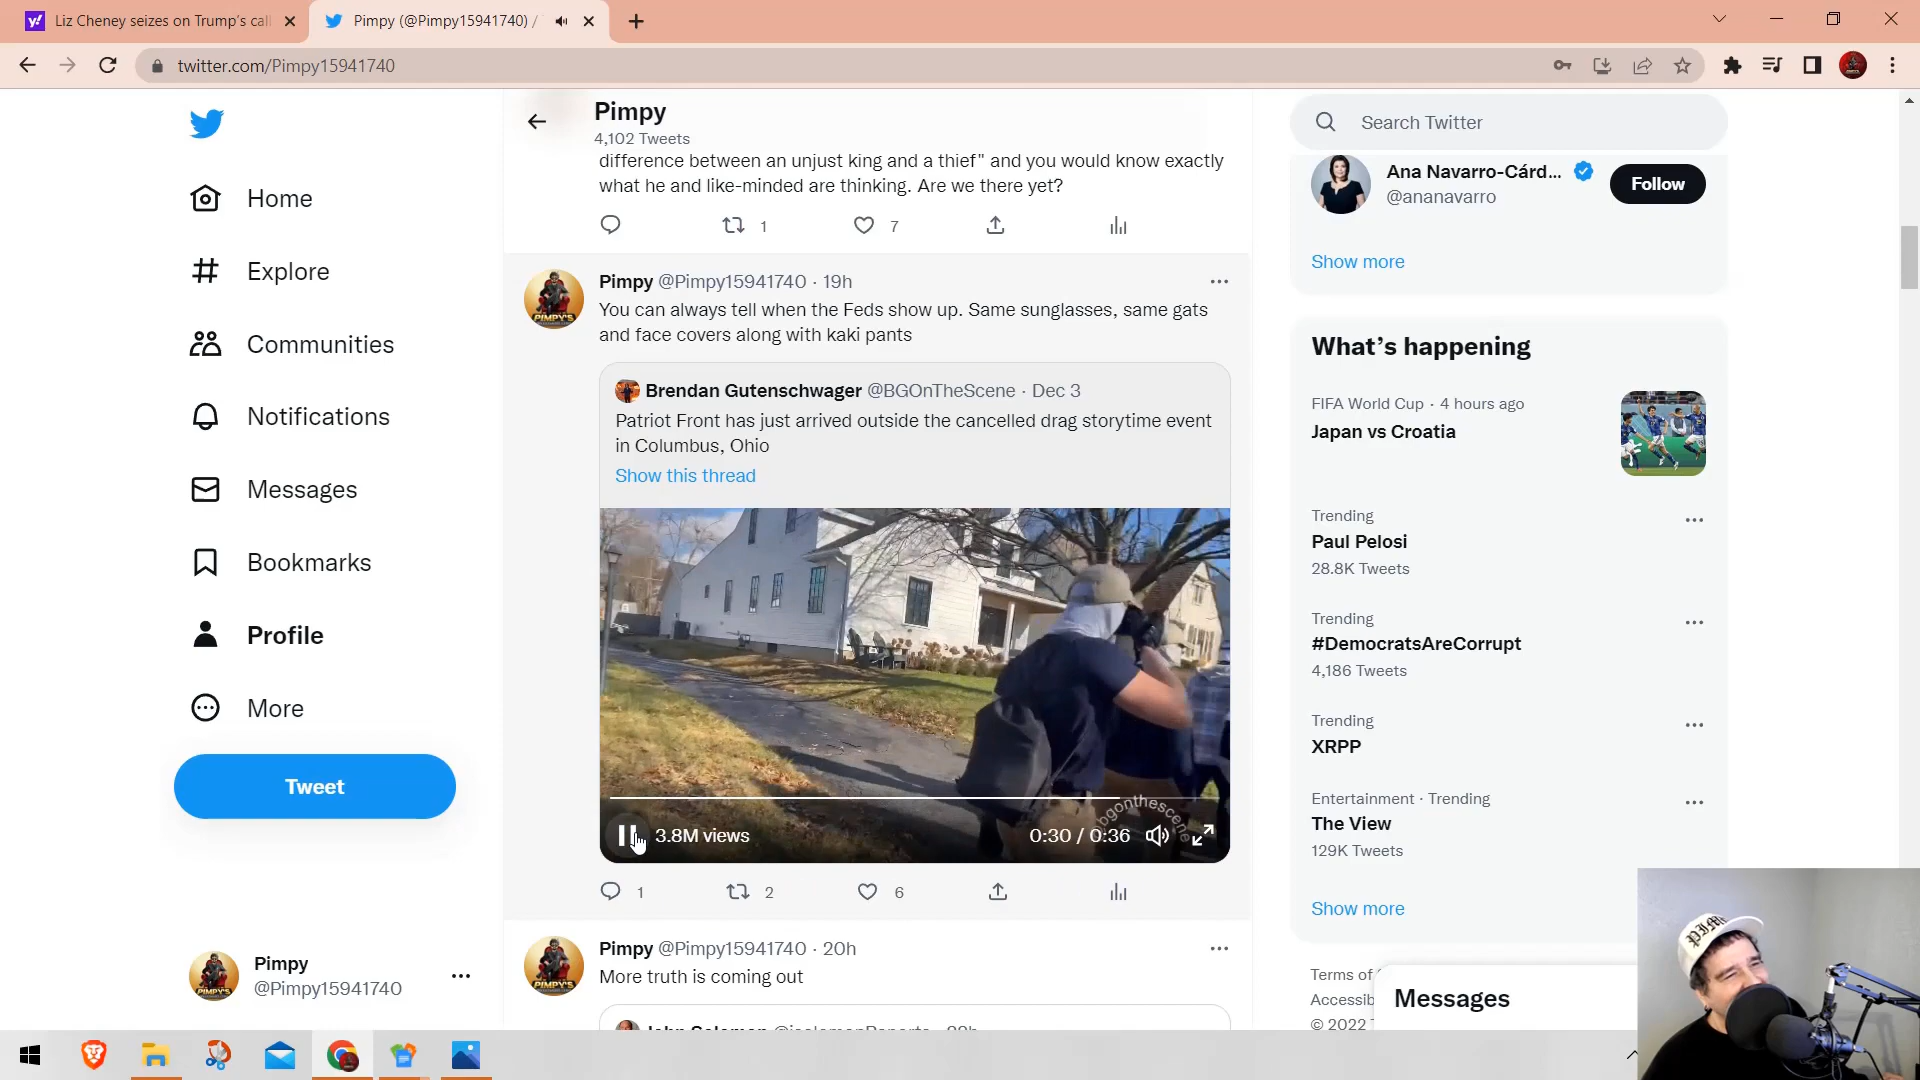 Liz Cheney seizes on Trump's cal
Pimpy (@Pimpy15941740) /
twitter.com/Pimpy15941740
Home
Explore
Communities
Notifications
Messages
Bookmarks
Profile
More
Tweet
Pimpy
@Pimpy15941740
Pimpy
4,102 Tweets
difference between an unjust king and a thief" and you would know exactly
what he and like-minded are thinking. Are we there yet?
1
7
Pimpy @Pimpy15941740 · 19h
You can always tell when the Feds show up. Same sunglasses, same gats
and face covers along with kaki pants
Brendan Gutenschwager @BGOnTheScene · Dec 3
Patriot Front has just arrived outside the cancelled drag storytime event
in Columbus, Ohio
Show this thread
bgonthescene
3.8M views
0:30 / 0:36
1
2
6
Pimpy @Pimpy15941740 · 20h
More truth is coming out
Search Twitter
Ana Navarro-Cárd...
@ananavarro
Follow
Show more
What's happening
FIFA World Cup · 4 hours ago
Japan vs Croatia
Trending
Paul Pelosi
28.8K Tweets
Trending
#DemocratsAreCorrupt
4,186 Tweets
Trending
XRPP
Entertainment · Trending
The View
129K Tweets
Show more
Terms of
Accessib
© 2022
Messages